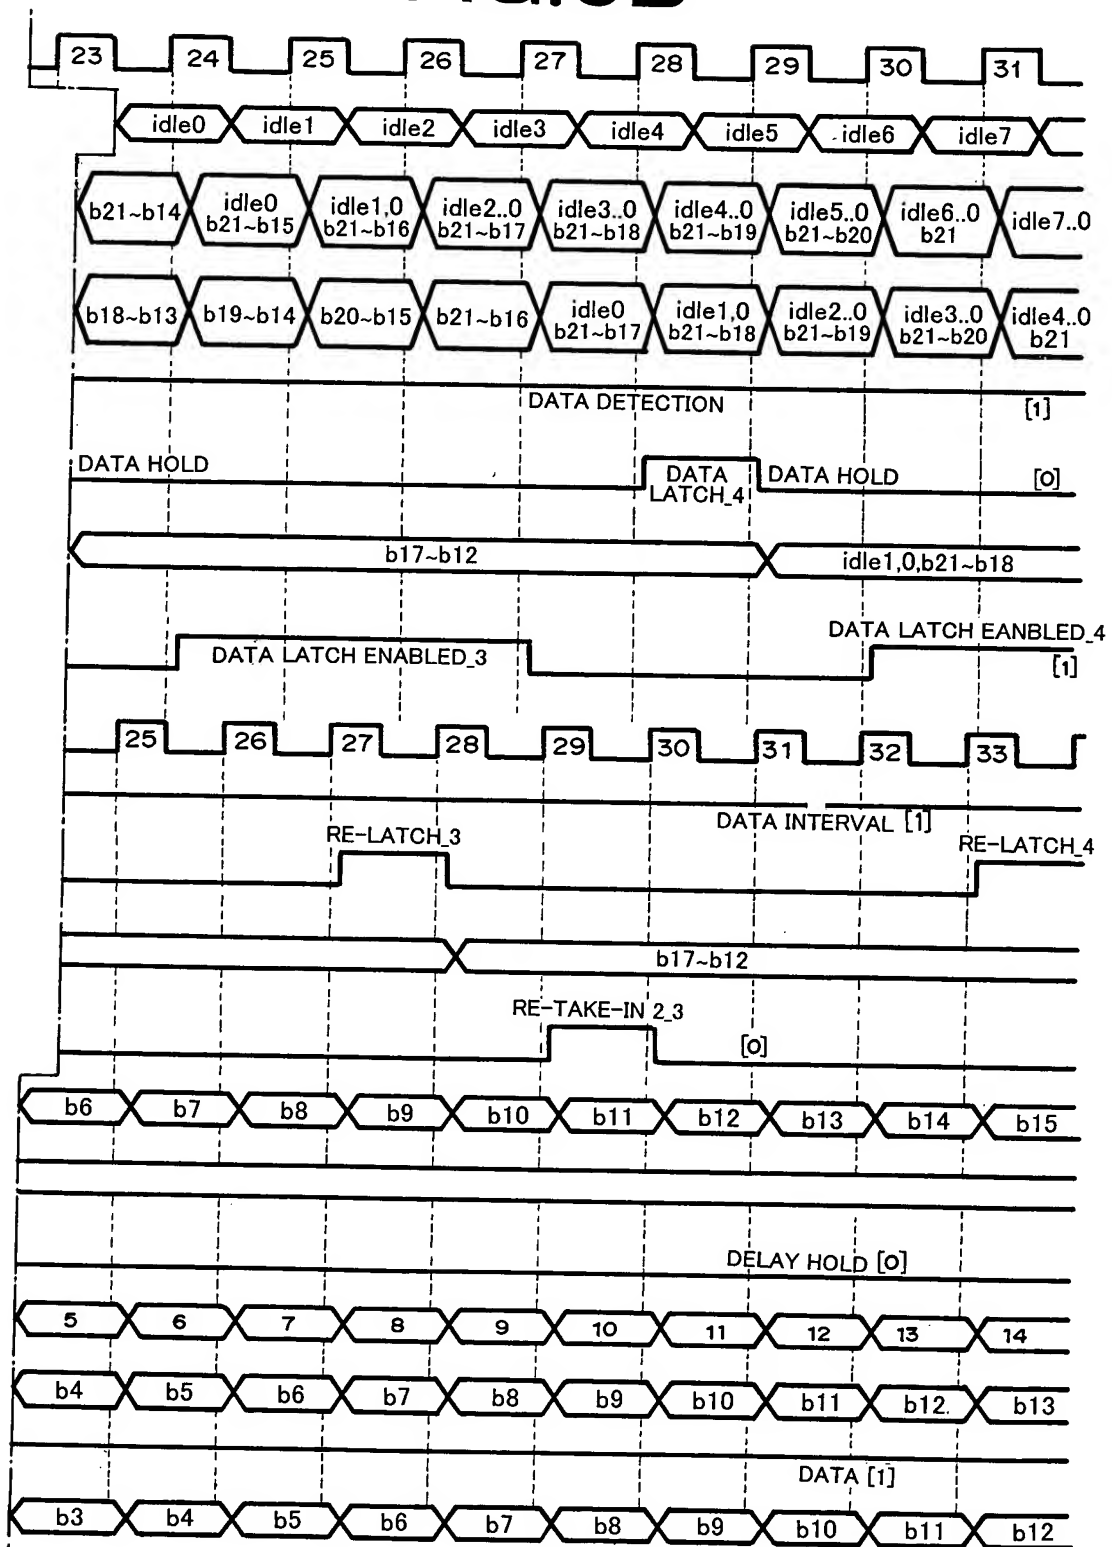 23 24 25 26 27 28 29 30 31
idle0 idle1 idle2 idle3 idle4 idle5 idle6 idle7
b21~b14 idle0 idle1,0 idle2..0 idle3..0 idle4..0 idle5..0 idle6..0 idle7..0
b21~b15 b21~b16 b21~b17 b21~b18 b21~b19 b21~b20 b21
b18~b13 b19~b14 b20~b15 b21~b16 idle0 idle1,0 idle2..0 idle3..0 idle4..0
b21~b17 b21~b18 b21~b19 b21~b20 b21
DATA DETECTION [1]
DATA HOLD DATA DATA HOLD [0]
LATCH_4
b17~b12 idle1,0,b21~b18
DATA LATCH EANBLED_4
DATA LATCH ENABLED_3 [1]
25 26 27 28 29 30 31 32 33
DATA INTERVAL [1]
RE-LATCH_3 RE-LATCH_4
b17~b12
RE-TAKE-IN 2_3
[0]
b6 b7 b8 b9 b10 b11 b12 b13 b14 b15
DELAY HOLD [0]
5 6 7 8 9 10 11 12 13 14
b4 b5 b6 b7 b8 b9 b10 b11 b12. b13
DATA [1]
b3 b4 b5 b6 b7 b8 b9 b10 b11 b12